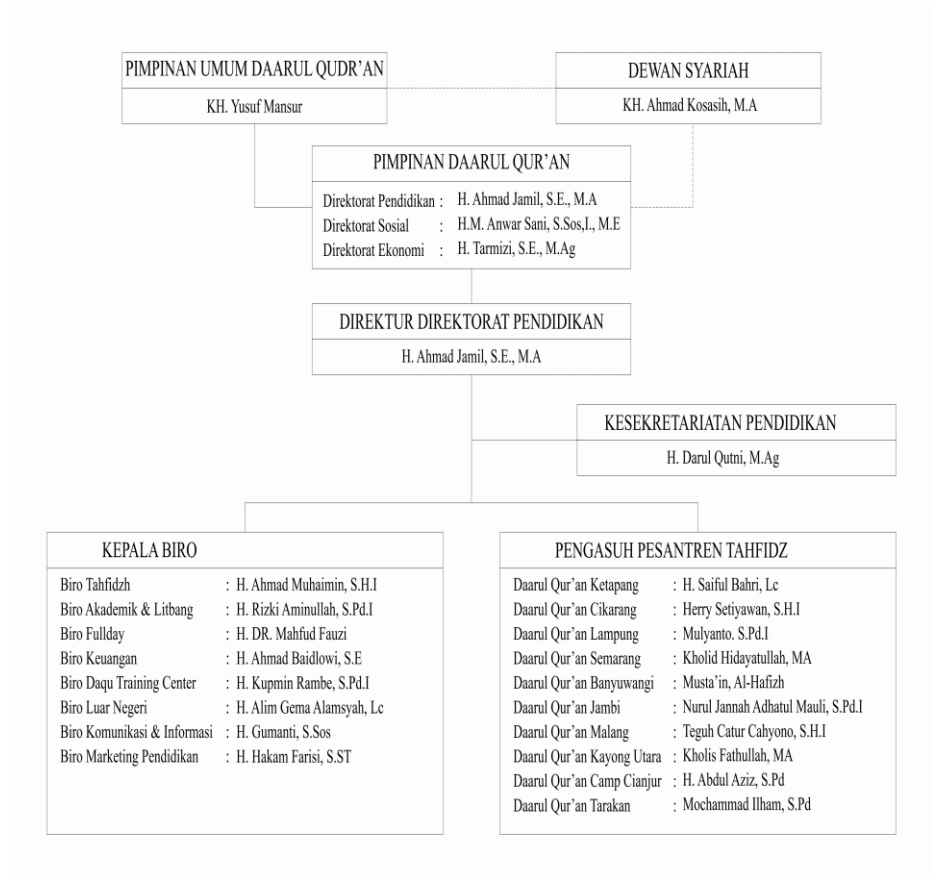 PIMPINAN UMUM DAARUL QUDR’AN
KH. Yusuf Mansur
DEWAN SYARIAH
KH. Ahmad Kosasih, M.A
PIMPINAN DAARUL QUR’AN
Direktorat Pendidikan : H. Ahmad Jamil, S.E., M.A
Direktorat Sosial : H.M. Anwar Sani, S.Sos,I., M.E
Direktorat Ekonomi : H. Tarmizi, S.E., M.Ag
DIREKTUR DIREKTORAT PENDIDIKAN
H. Ahmad Jamil, S.E., M.A
KESEKRETARIATAN PENDIDIKAN
H. Darul Qutni, M.Ag
KEPALA BIRO
Biro Tahfidzh : H. Ahmad Muhaimin, S.H.I
Biro Akademik & Litbang : H. Rizki Aminullah, S.Pd.I
Biro Fullday : H. DR. Mahfud Fauzi
Biro Keuangan : H. Ahmad Baidlowi, S.E
Biro Daqu Training Center : H. Kupmin Rambe, S.Pd.I
Biro Luar Negeri : H. Alim Gema Alamsyah, Lc
Biro Komunikasi & Informasi : H. Gumanti, S.Sos
Biro Marketing Pendidikan : H. Hakam Farisi, S.ST
PENGASUH PESANTREN TAHFIDZ
Daarul Qur’an Ketapang : H. Saiful Bahri, Lc
Daarul Qur’an Cikarang : Herry Setiyawan, S.H.I
Daarul Qur’an Lampung : Mulyanto. S.Pd.I
Daarul Qur’an Semarang : Kholid Hidayatullah, MA
Daarul Qur’an Banyuwangi : Musta’in, Al-Hafizh
Daarul Qur’an Jambi : Nurul Jannah Adhatul Mauli, S.Pd.I
Daarul Qur’an Malang : Teguh Catur Cahyono, S.H.I
Daarul Qur’an Kayong Utara : Kholis Fathullah, MA
Daarul Qur’an Camp Cianjur : H. Abdul Aziz, S.Pd
Daarul Qur’an Tarakan : Mochammad Ilham, S.Pd